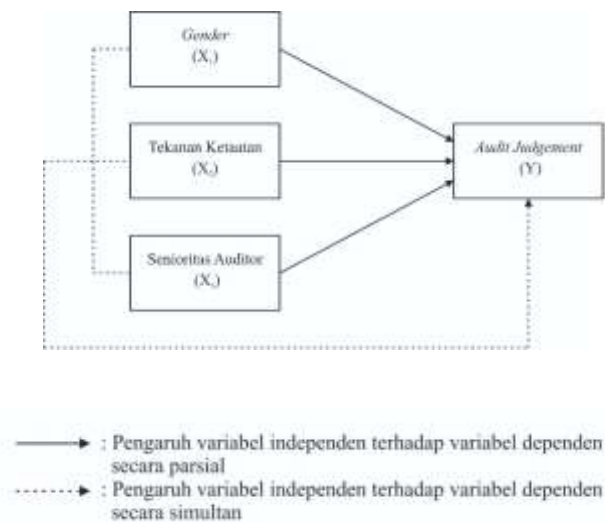 Gender
(X₁)
Tekanan Ketaatan
(X₂)
Senioritas Auditor
(X₃)
Audit Judgement
(Y)
: Pengaruh variabel independen terhadap variabel dependen
secara parsial
: Pengaruh variabel independen terhadap variabel dependen
secara simultan